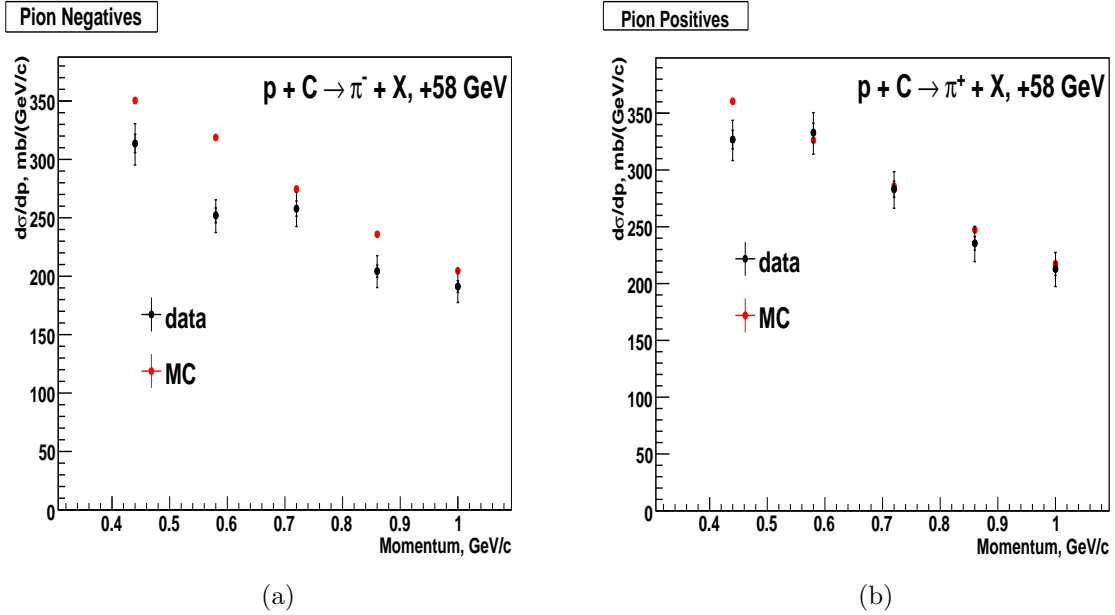 Pion Negatives
p + C → π⁻ + X, +58 GeV
dσ/dp, mb/(GeV/c)
350
300
250
200
150
100
50
0
data
MC
0.4 0.5 0.6 0.7 0.8 0.9 1
Momentum, GeV/c
(a)
Pion Positives
p + C → π⁺ + X, +58 GeV
dσ/dp, mb/(GeV/c)
350
300
250
200
150
100
50
0
data
MC
0.4 0.5 0.6 0.7 0.8 0.9 1
Momentum, GeV/c
(b)